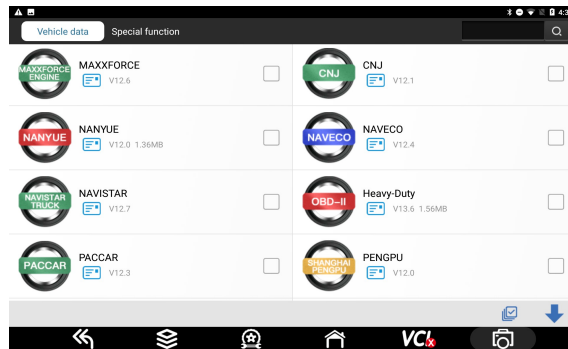 4:3
Vehicle data Special function
MAXXFORCE ENGINE
MAXXFORCE
V12.6
CNJ
CNJ
V12.1
NANYUE
NANYUE
V12.0 1.36MB
NAVECO
NAVECO
V12.4
NAVISTAR TRUCK
NAVISTAR
V12.7
OBD-II
Heavy-Duty
V13.6 1.56MB
PACCAR
PACCAR
V12.3
SHANGHAI PENGPU
PENGPU
V12.0
VCI